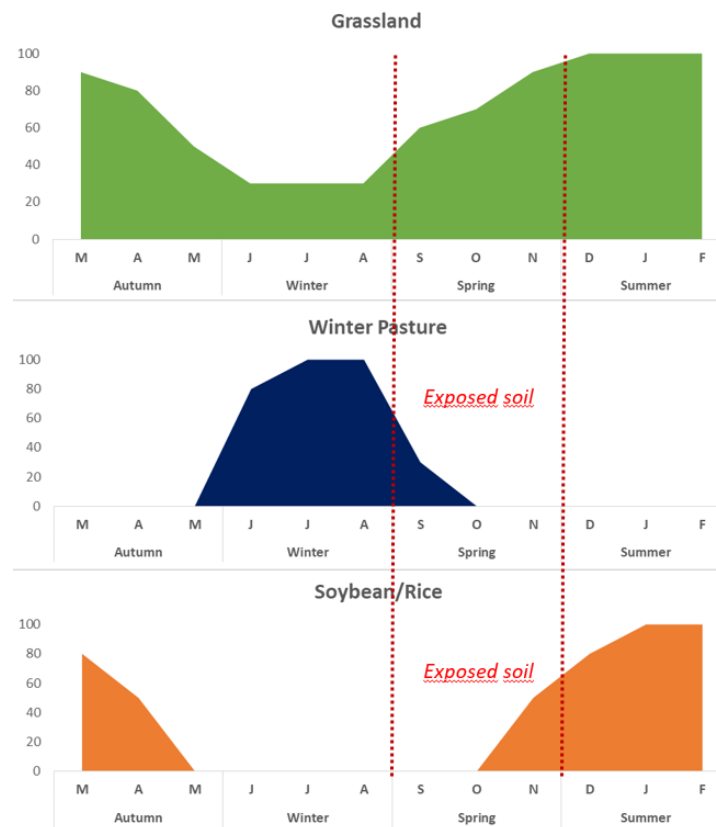 Grassland
100
80
60
40
20
0
M A M J J A S O N D J F
Autumn Winter Spring Summer
Winter Pasture
100
80
60
40
20
0
Exposed soil
M A M J J A S O N D J F
Autumn Winter Spring Summer
Soybean/Rice
100
80
60
40
20
0
Exposed soil
M A M J J A S O N D J F
Autumn Winter Spring Summer